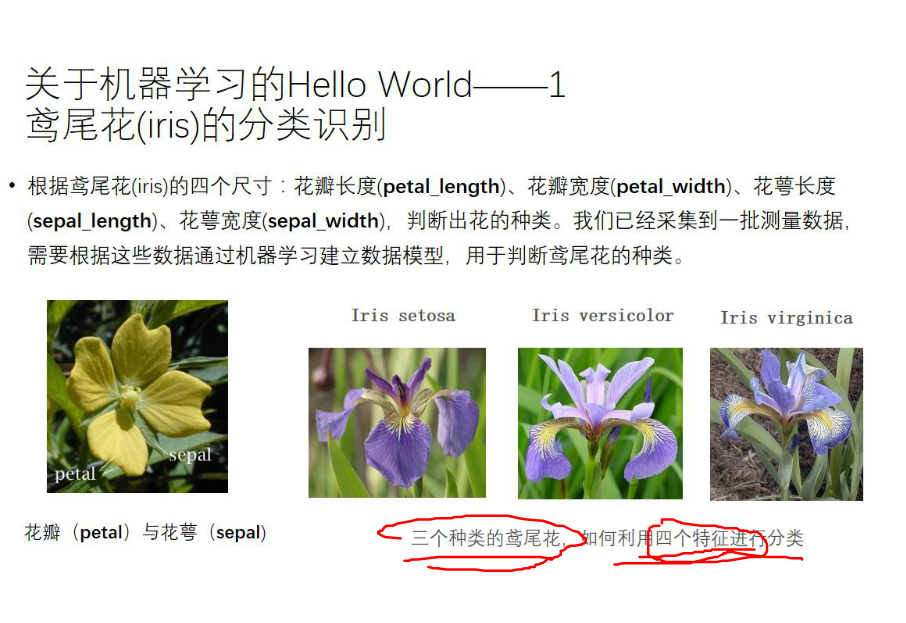 关于机器学习的Hello World——1
鸢尾花(iris)的分类识别
• 根据鸢尾花(iris)的四个尺寸：花瓣长度(petal_length)、花瓣宽度(petal_width)、花萼长度
(sepal_length)、花萼宽度(sepal_width)，判断出花的种类。我们已经采集到一批测量数据，
需要根据这些数据通过机器学习建立数据模型，用于判断鸢尾花的种类。
Iris setosa
Iris versicolor
Iris virginica
sepal
petal
花瓣（petal）与花萼（sepal)
三个种类的鸢尾花，如何利用四个特征进行分类